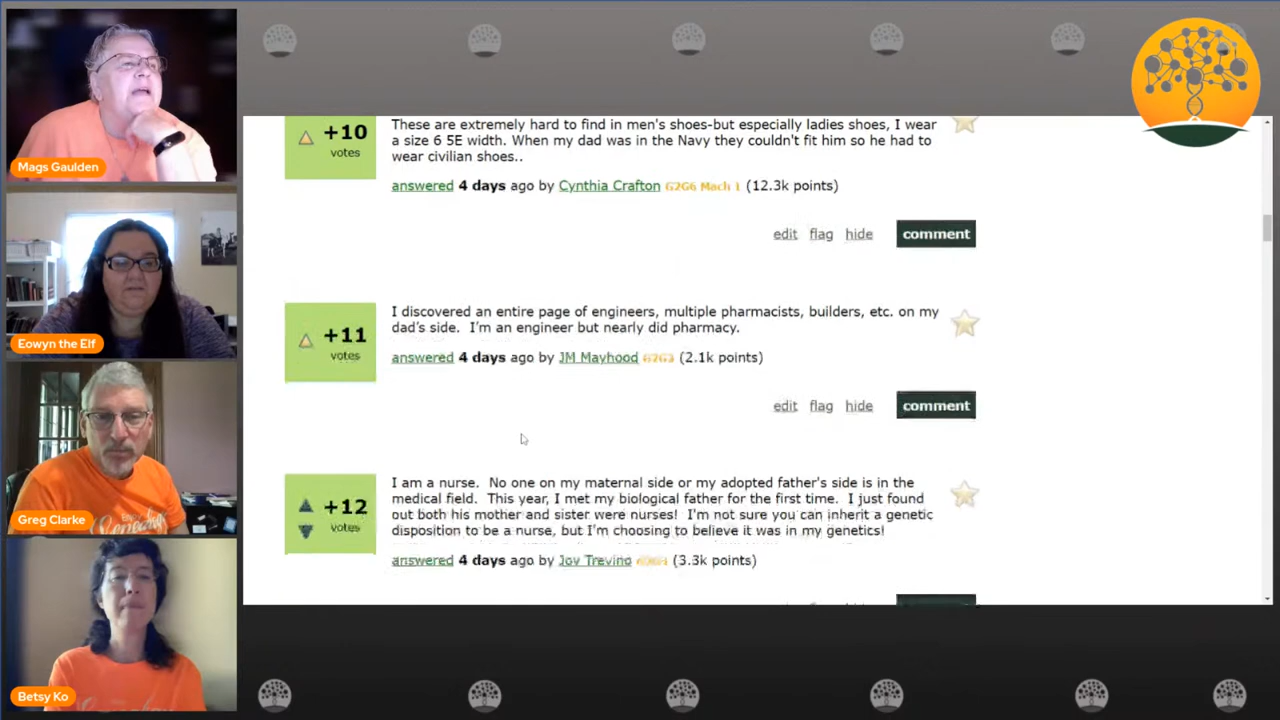 Mags Gaulden
Eowyn the Elf
Greg Clarke
Enjoy
Betsy Ko
+10
votes
These are extremely hard to find in men's shoes-but especially ladies shoes, I wear
a size 6 5E width. When my dad was in the Navy they couldn't fit him so he had to
wear civilian shoes..
answered 4 days ago by Cynthia Crafton G2G6 Mach 1 (12.3k points)
edit flag hide comment
+11
votes
I discovered an entire page of engineers, multiple pharmacists, builders, etc. on my
dad's side. I'm an engineer but nearly did pharmacy.
answered 4 days ago by JM Mayhood G2G3 (2.1k points)
edit flag hide comment
+12
votes
I am a nurse. No one on my maternal side or my adopted father's side is in the
medical field. This year, I met my biological father for the first time. I just found
out both his mother and sister were nurses! I'm not sure you can inherit a genetic
disposition to be a nurse, but I'm choosing to believe it was in my genetics!
answered 4 days ago by Joy Trevino (3.3k points)